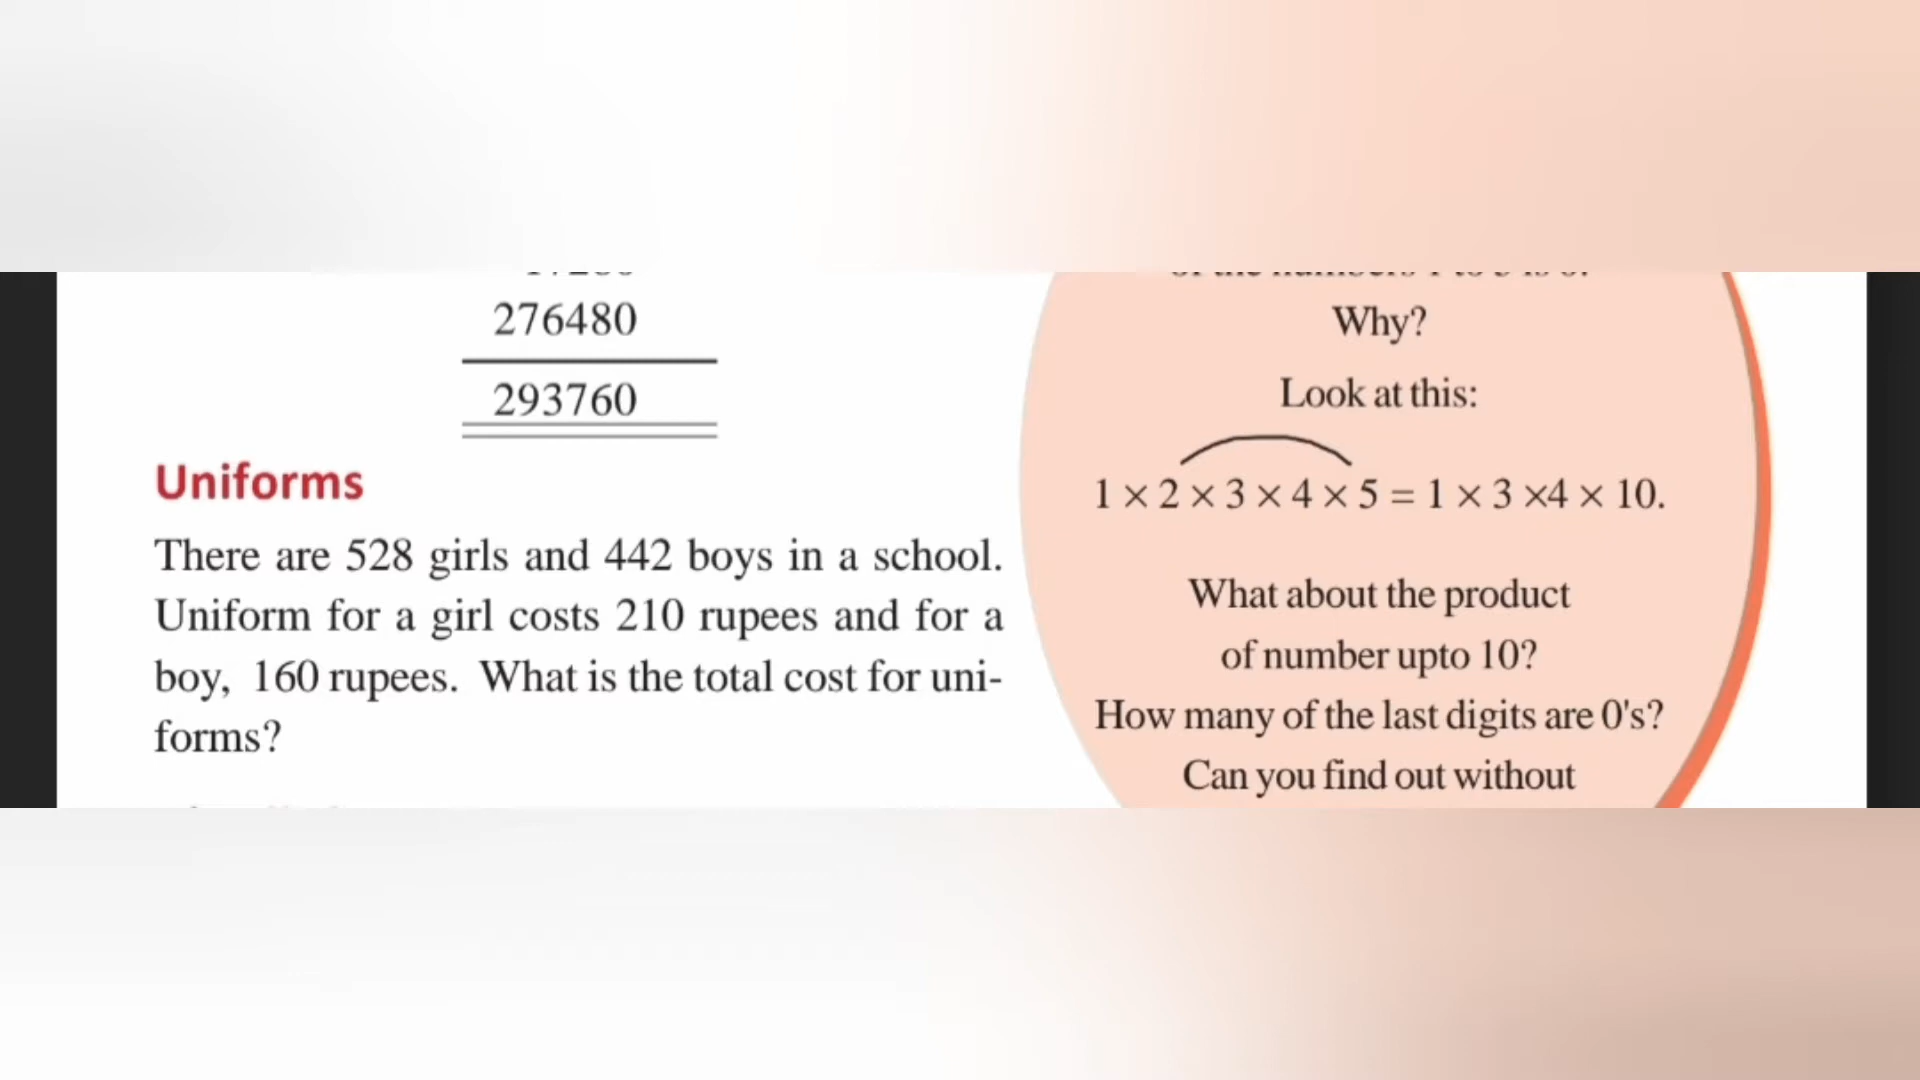 276480
293760
Uniforms
There are 528 girls and 442 boys in a school.
Uniform for a girl costs 210 rupees and for a
boy, 160 rupees. What is the total cost for uni-
forms?
Why?
Look at this:
1 × 2 × 3 × 4 × 5 = 1 × 3 ×4 × 10.
What about the product
of number upto 10?
How many of the last digits are 0's?
Can you find out without